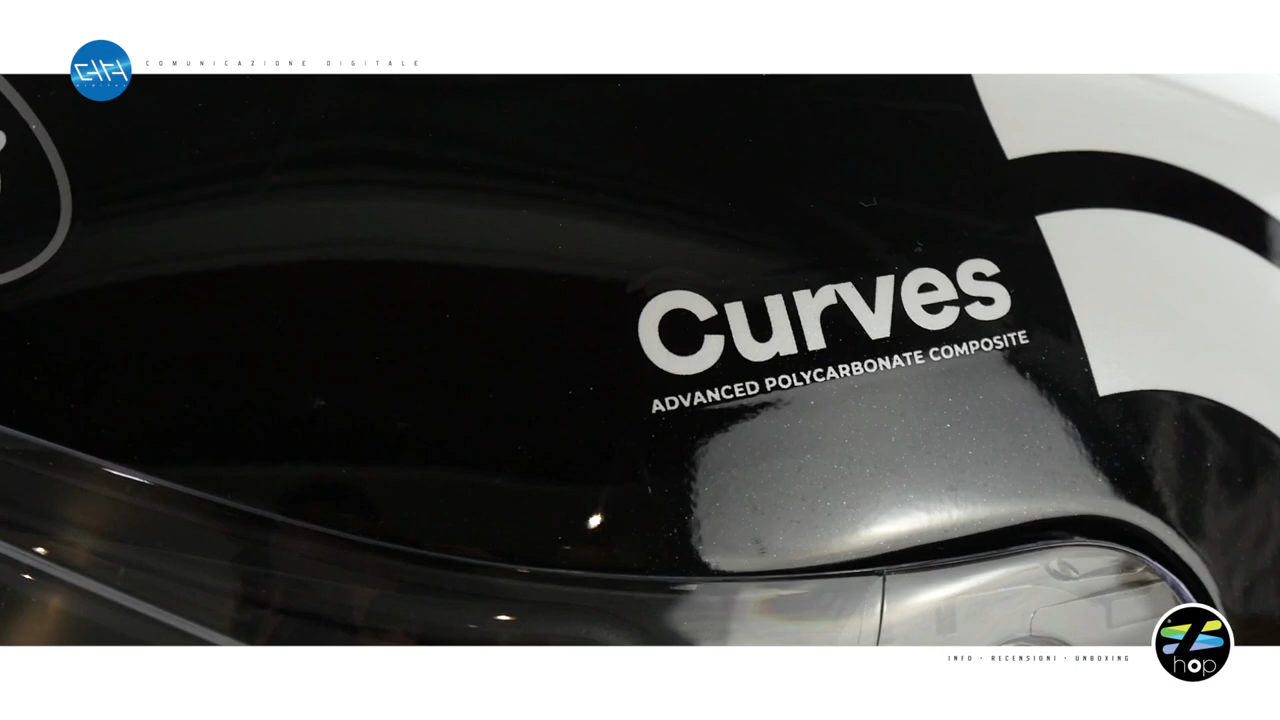 COMUNICAZIONE DIGITALE
Curves
ADVANCED POLYCARBONATE COMPOSITE
INFO • RECENSIONI • UNBOXING
hop